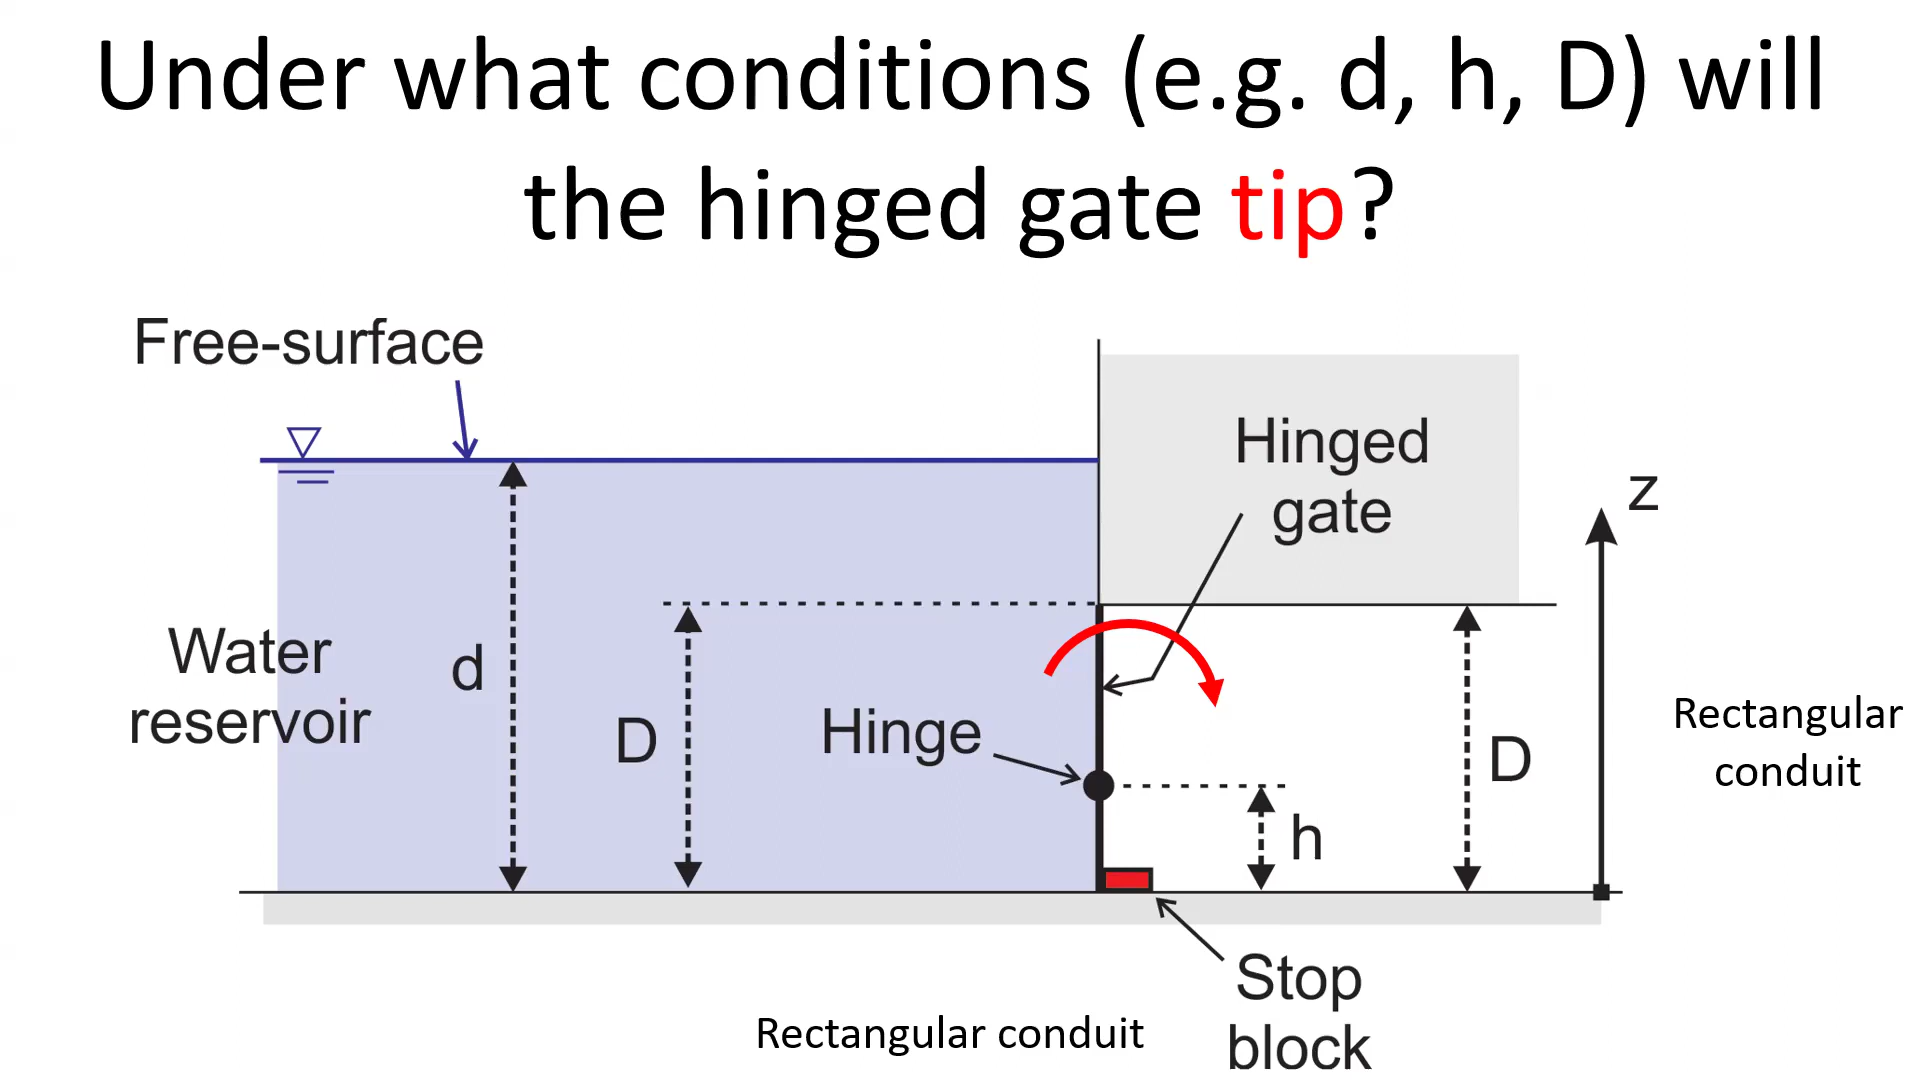 Under what conditions (e.g. d, h, D) will
the hinged gate tip?
Free-surface
Hinged
gate
z
Water
reservoir
d
D
Hinge
D
h
Rectangular
conduit
Stop
block
Rectangular conduit